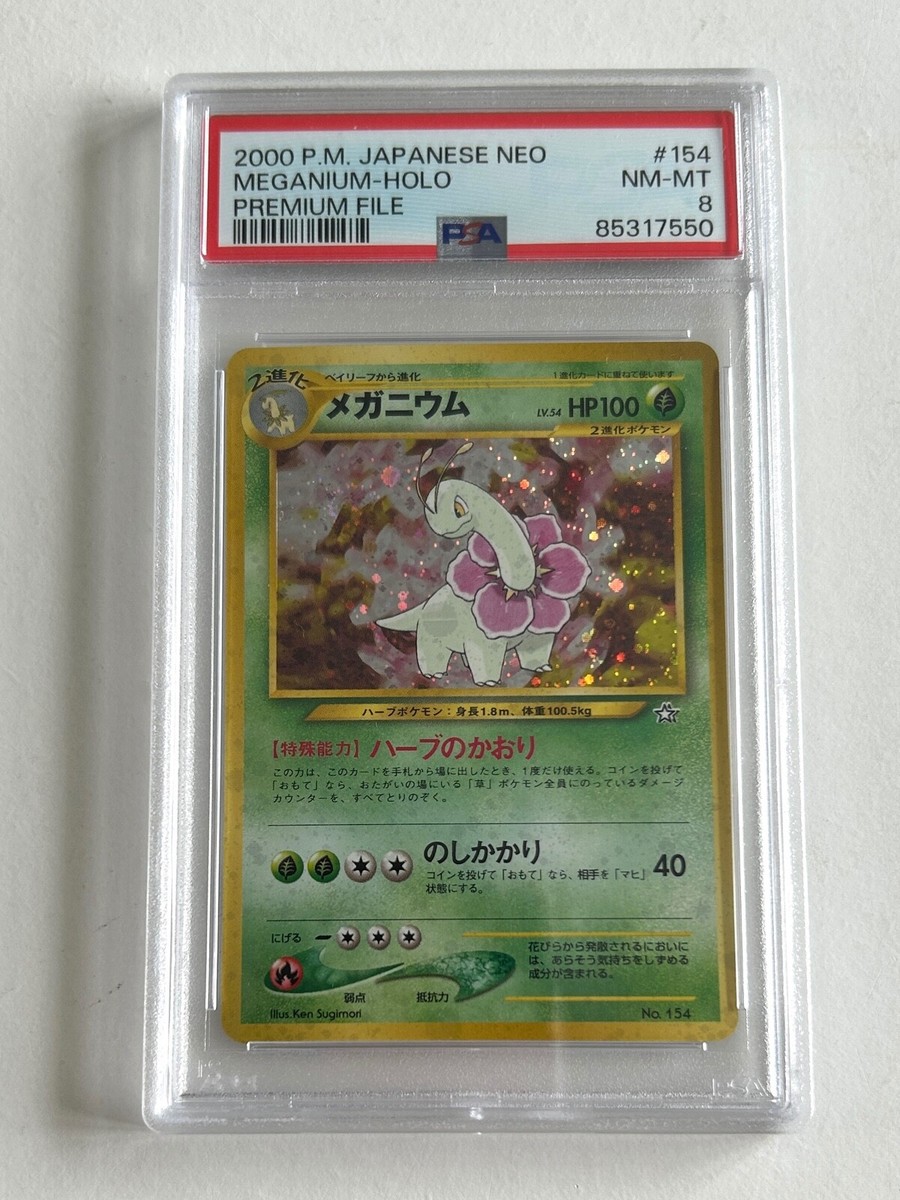 2000 P.M. JAPANESE NEO #154
MEGANIUM-HOLO NM-MT
PREMIUM FILE 8
PSA 85317550
2進化 ベイリーフから進化 1進化カードに重ねて使います
メガニウム LV.54 HP100
2進化ポケモン
ハーブポケモン：身長1.8m、体重100.5kg
【特殊能力】ハーブのかおり
この力は、このカードを手札から場に出したとき、1度だけ使える。コインを投げて
「おもて」なら、おたがいの場にいる「草」ポケモン全員にのっているダメージ
カウンターを、すべてとりのぞく。
のしかかり 40
コインを投げて「おもて」なら、相手を「マヒ」
状態にする。
にげる
花びらから発散されるにおいに
は、あらそう気持ちをしずめる
成分が含まれる。
弱点 抵抗力
Illus.Ken Sugimori No. 154